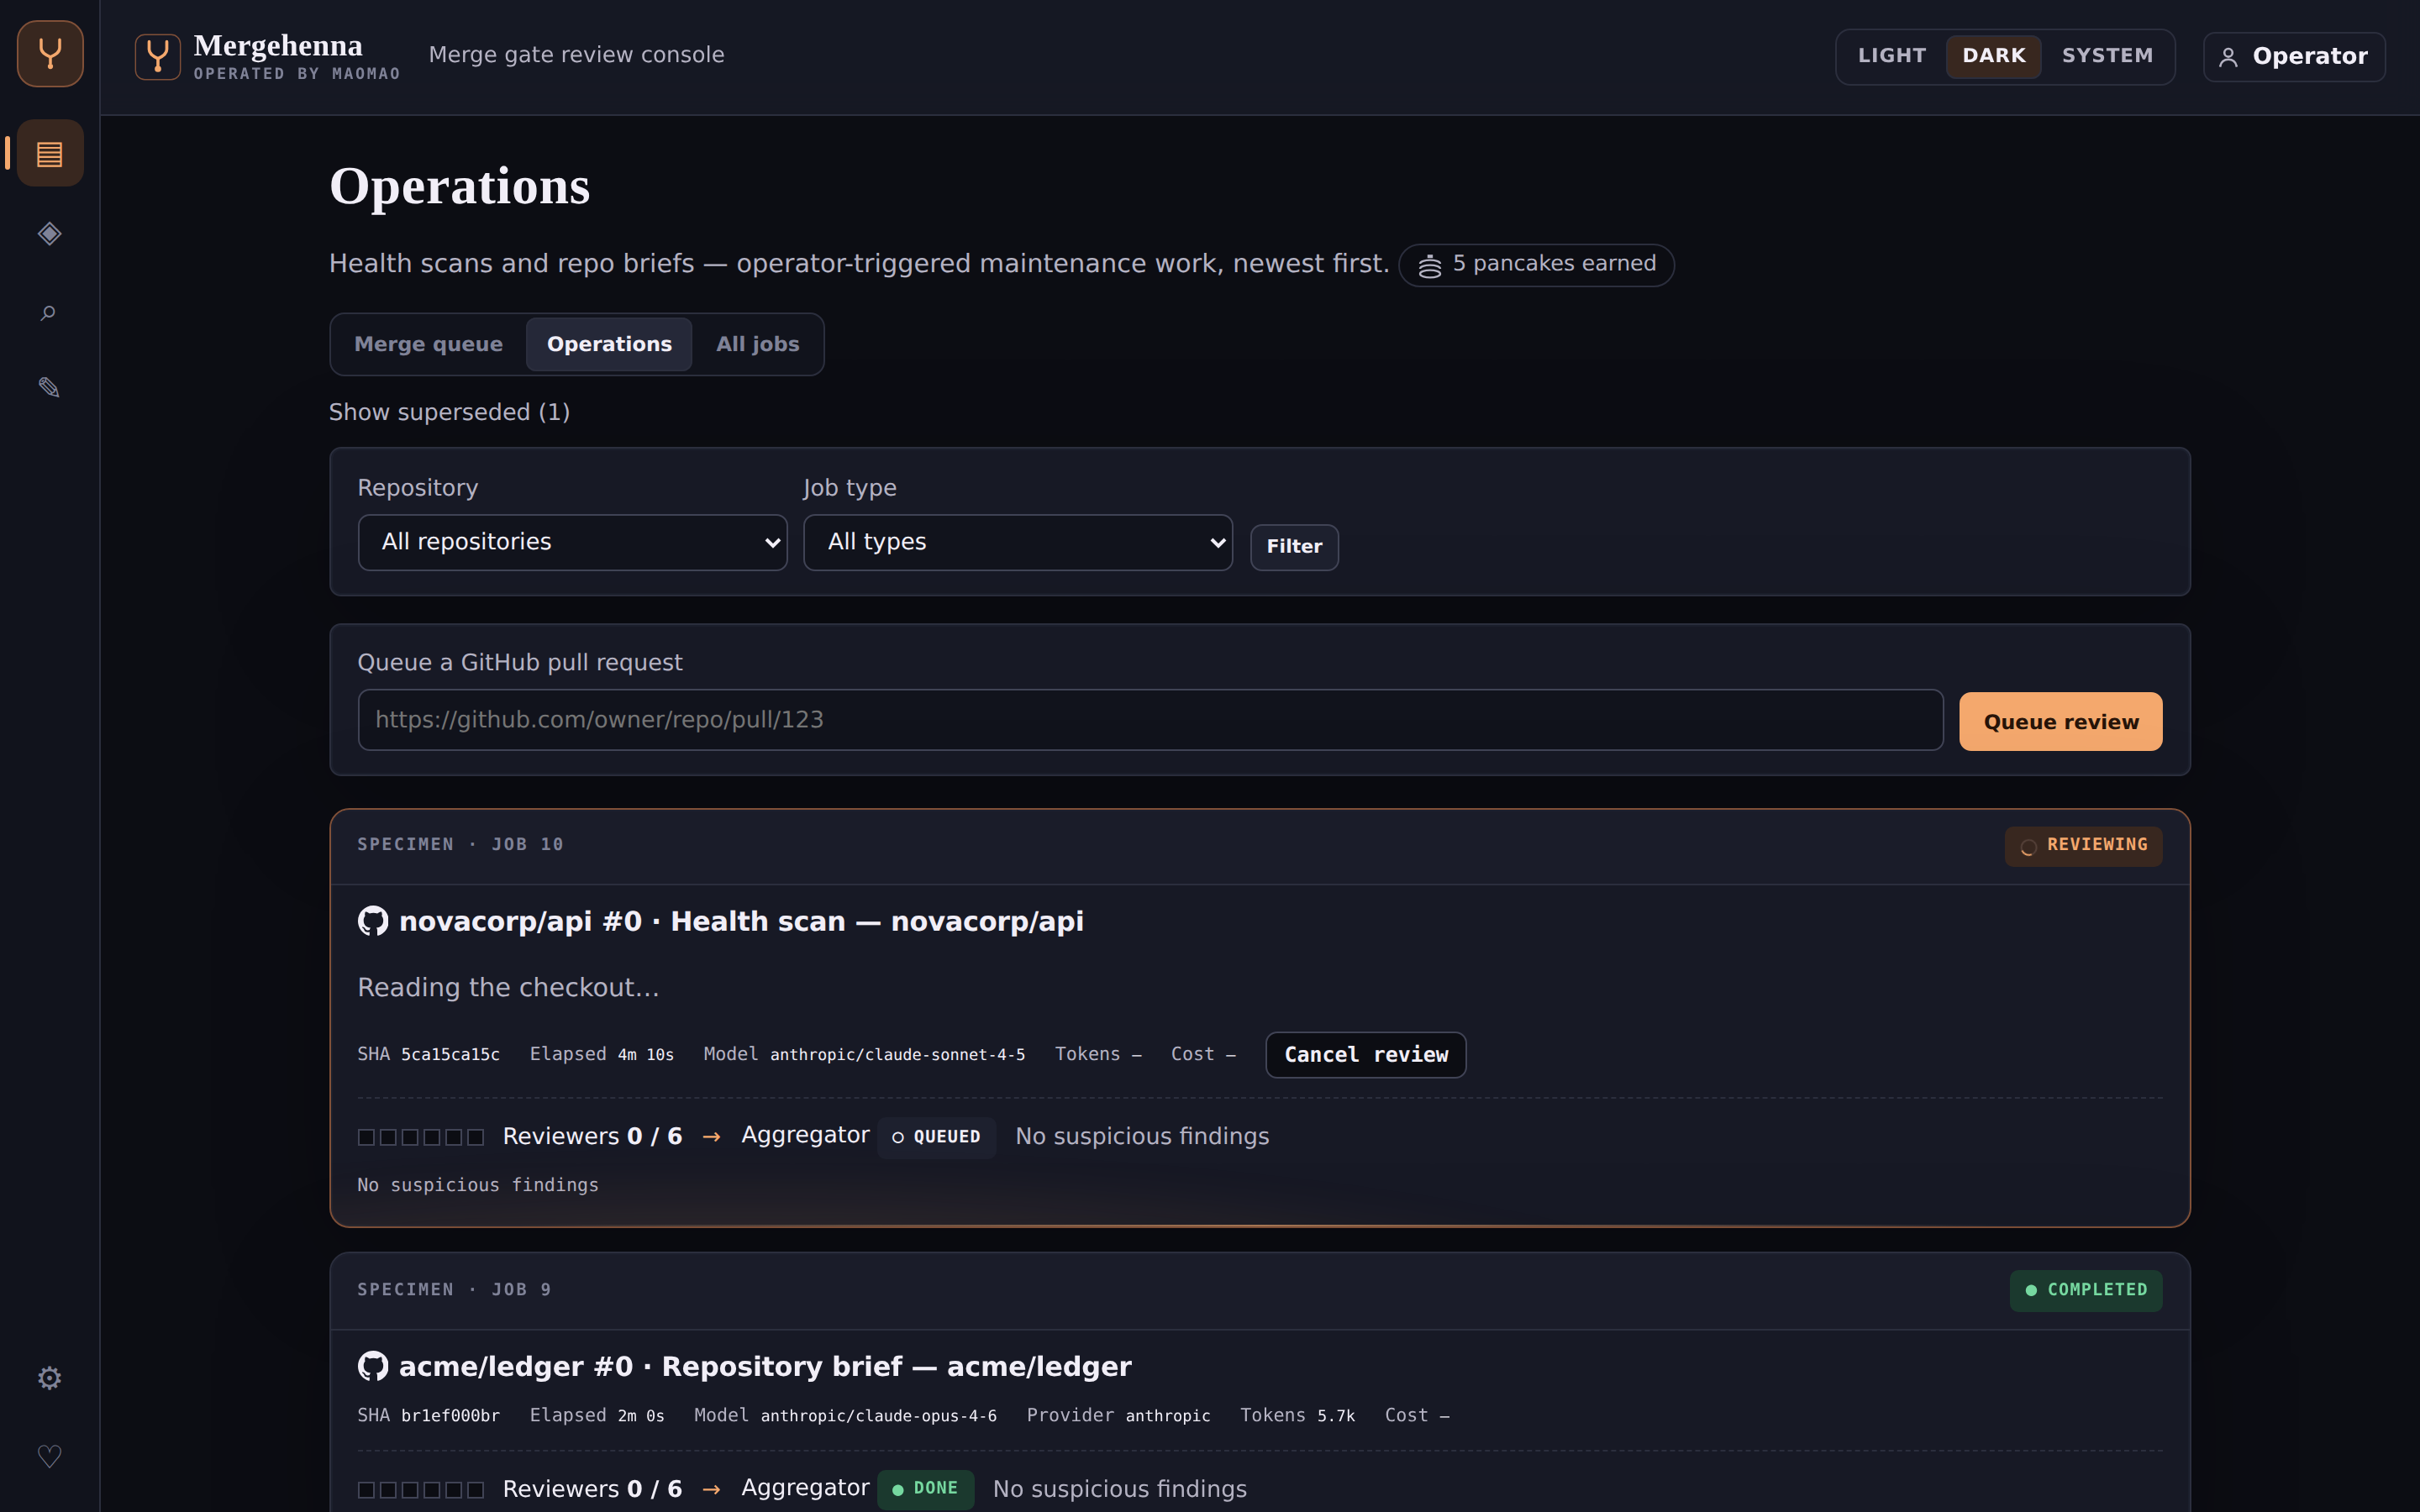 Mergehenna
OPERATED BY MAOMAO
Merge gate review console
LIGHT DARK SYSTEM
Operator
Operations
Health scans and repo briefs — operator-triggered maintenance work, newest first. 5 pancakes earned
Merge queue Operations All jobs
Show superseded (1)
Repository Job type
All repositories All types Filter
Queue a GitHub pull request
https://github.com/owner/repo/pull/123 Queue review
SPECIMEN · JOB 10 REVIEWING
novacorp/api #0 · Health scan — novacorp/api
Reading the checkout…
SHA 5ca15ca15c Elapsed 4m 10s Model anthropic/claude-sonnet-4-5 Tokens — Cost — Cancel review
Reviewers 0 / 6 → Aggregator QUEUED No suspicious findings
No suspicious findings
SPECIMEN · JOB 9 COMPLETED
acme/ledger #0 · Repository brief — acme/ledger
SHA br1ef000br Elapsed 2m 0s Model anthropic/claude-opus-4-6 Provider anthropic Tokens 5.7k Cost —
Reviewers 0 / 6 → Aggregator DONE No suspicious findings